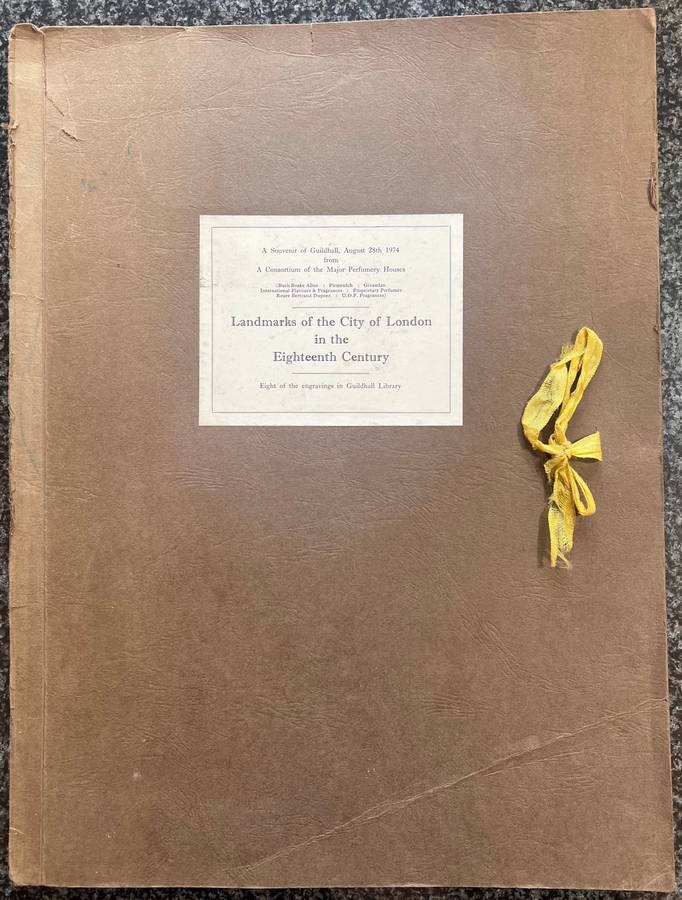 A Souvenir of Guildhall, August 28th 1974
from
A Consortium of the Major Perfumery Houses
(Bush Boake Allen : Firmenich : Givaudan
International Flavours & Fragrances : Proprietary Perfumes
Roure Bertrand Dupont : U.O.P. Fragrances)
Landmarks of the City of London
in the
Eighteenth Century
Eight of the engravings in Guildhall Library